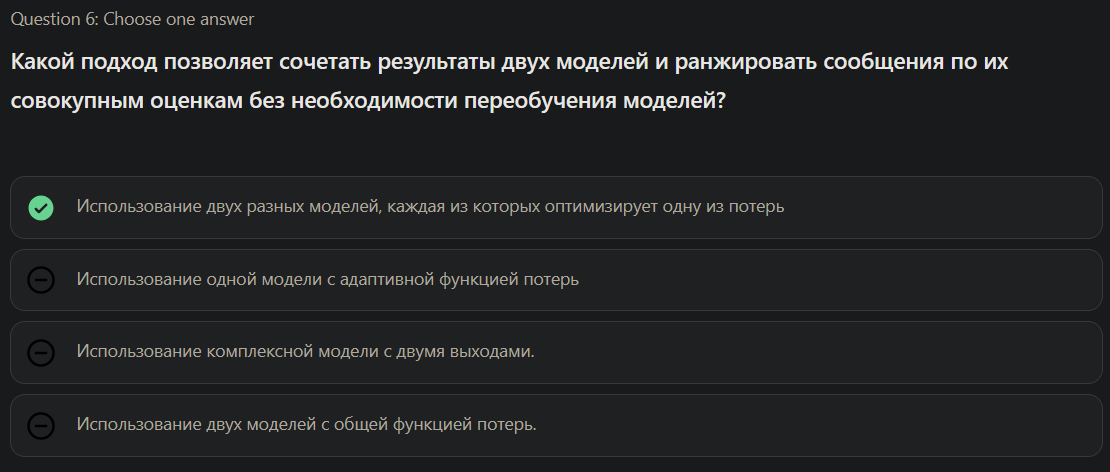 Question 6: Choose one answer
Какой подход позволяет сочетать результаты двух моделей и ранжировать сообщения по их
совокупным оценкам без необходимости переобучения моделей?
Использование двух разных моделей, каждая из которых оптимизирует одну из потерь
Использование одной модели с адаптивной функцией потерь
Использование комплексной модели с двумя выходами.
Использование двух моделей с общей функцией потерь.